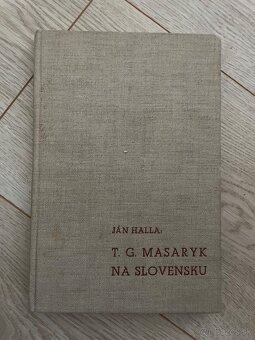 JÁN HALLA:
T. G. MASARYK
NA SLOVENSKU